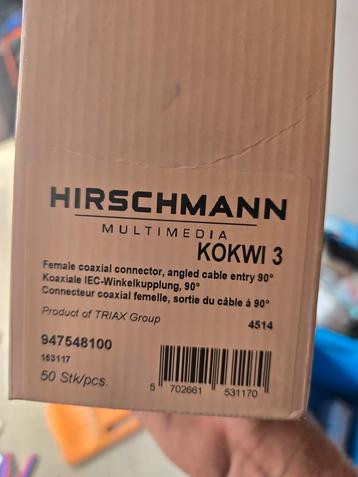 HIRSCHMANN
MULTIMEDIA
KOKWI 3
Female coaxial connector, angled cable entry 90°
Koaxiale IEC-Winkelkupplung, 90°
Connecteur coaxial femelle, sortie du câble à 90°
Product of TRIAX Group
4514
947548100
153117
50 Stk/pcs.
5 702661 531170